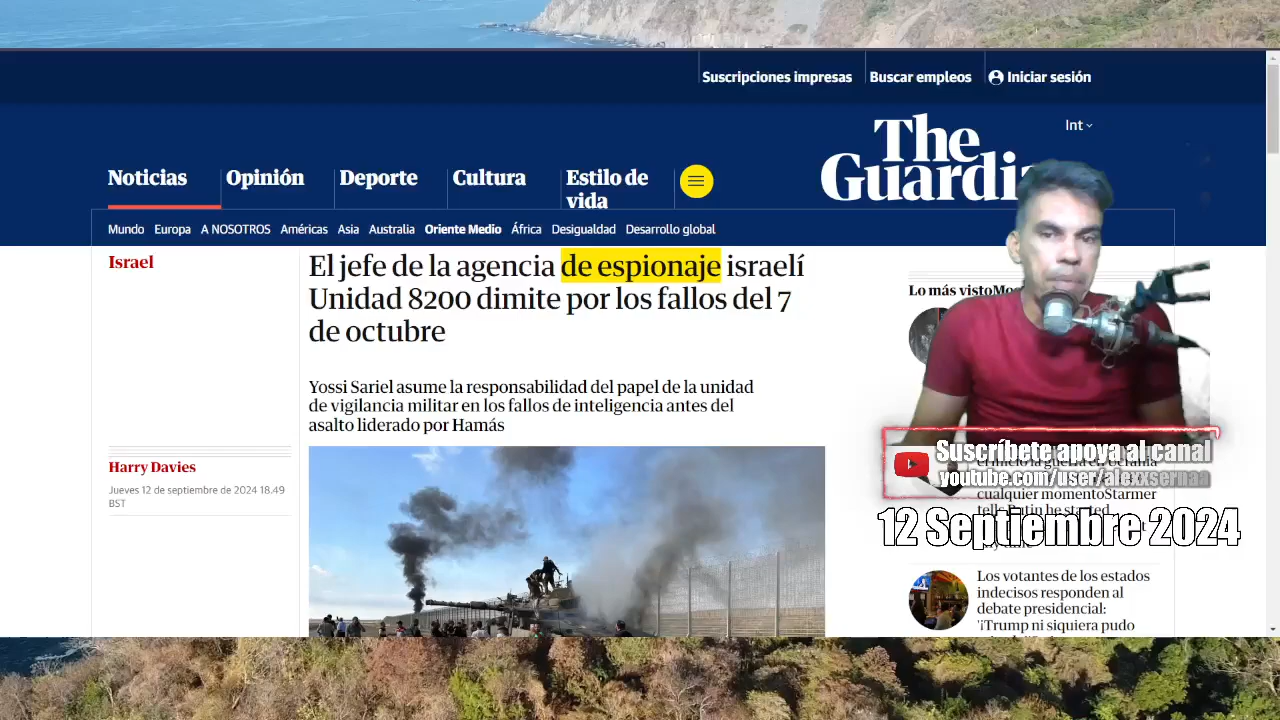 Suscripciones impresas
Buscar empleos
Iniciar sesión
Int
The
Guardi
Noticias
Opinión
Deporte
Cultura
Estilo de
vida
Mundo
Europa
A NOSOTROS
Américas
Asia
Australia
Oriente Medio
África
Desigualdad
Desarrollo global
Israel
El jefe de la agencia de espionaje israelí
Unidad 8200 dimite por los fallos del 7
de octubre
Yossi Sariel asume la responsabilidad del papel de la unidad
de vigilancia militar en los fallos de inteligencia antes del
asalto liderado por Hamás
Harry Davies
Jueves 12 de septiembre de 2024 18.49
BST
Lo más visto
Suscríbete apoya al canal
youtube.com/user/alexxsernaa
cualquier momentoStarmer
tells Putin he started
12 Septiembre 2024
Los votantes de los estados
indecisos responden al
debate presidencial:
'¡Trump ni siquiera pudo